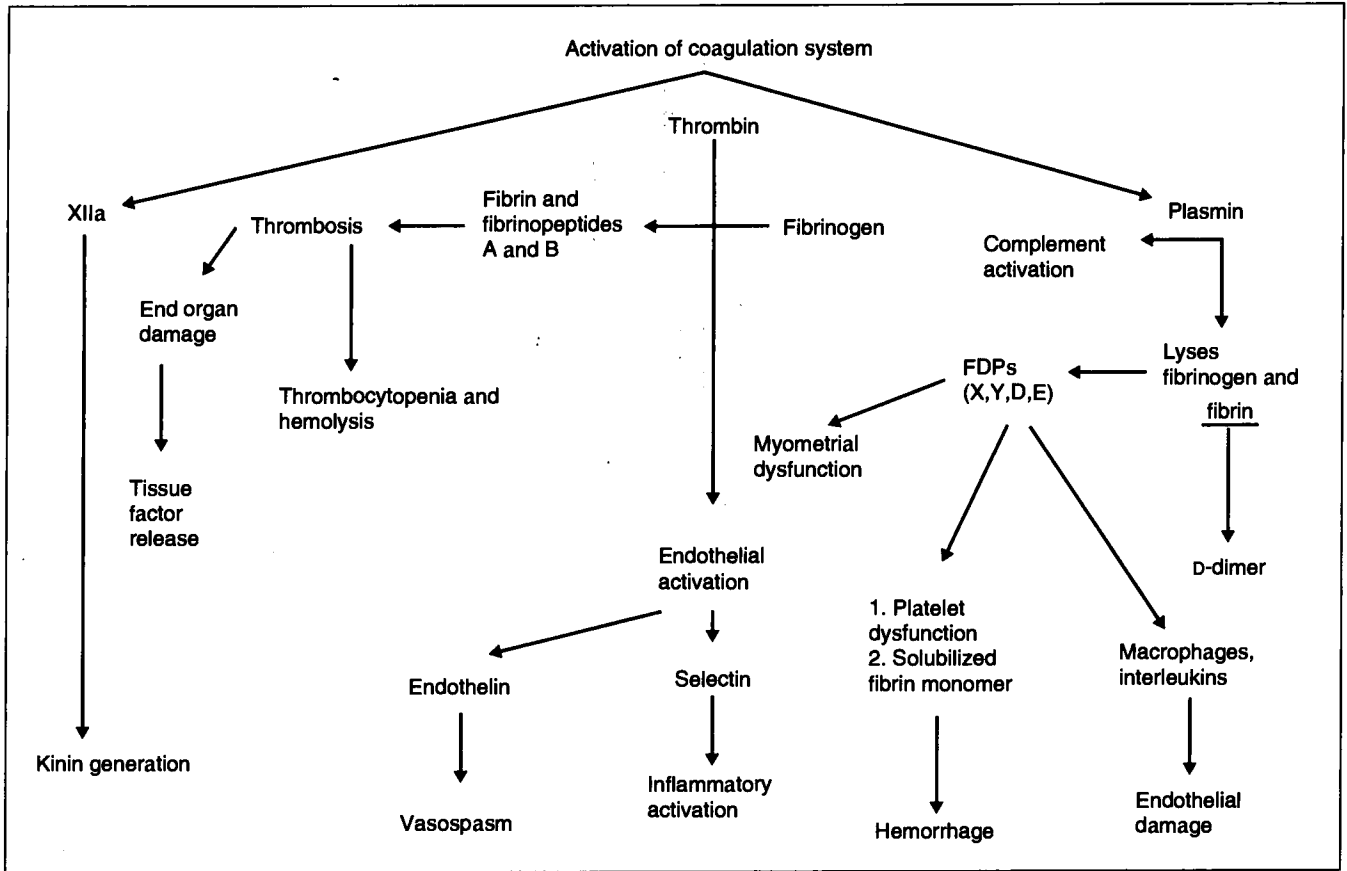 Activation of coagulation system
Thrombin
XIIa
Thrombosis
Fibrin and
fibrinopeptides
A and B
Fibrinogen
Plasmin
Complement
activation
End organ
damage
Thrombocytopenia and
hemolysis
Tissue
factor
release
Lyses
fibrinogen and
fibrin
FDPs
(X,Y,D,E)
Myometrial
dysfunction
D-dimer
Endothelial
activation
1. Platelet
dysfunction
2. Solubilized
fibrin monomer
Macrophages,
interleukins
Endothelin
Selectin
Kinin generation
Vasospasm
Inflammatory
activation
Hemorrhage
Endothelial
damage